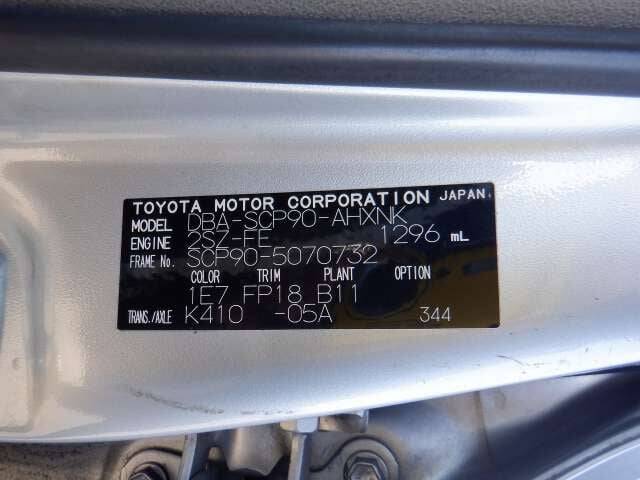 TOYOTA MOTOR CORPORATION JAPAN
MODEL DBA-SCP90-AHXNK
ENGINE 2SZ-FE 1296 mL
FRAME No. SCP90-5070732
COLOR TRIM PLANT OPTION
1E7 FP18 B11
TRANS./AXLE K410 -05A 344